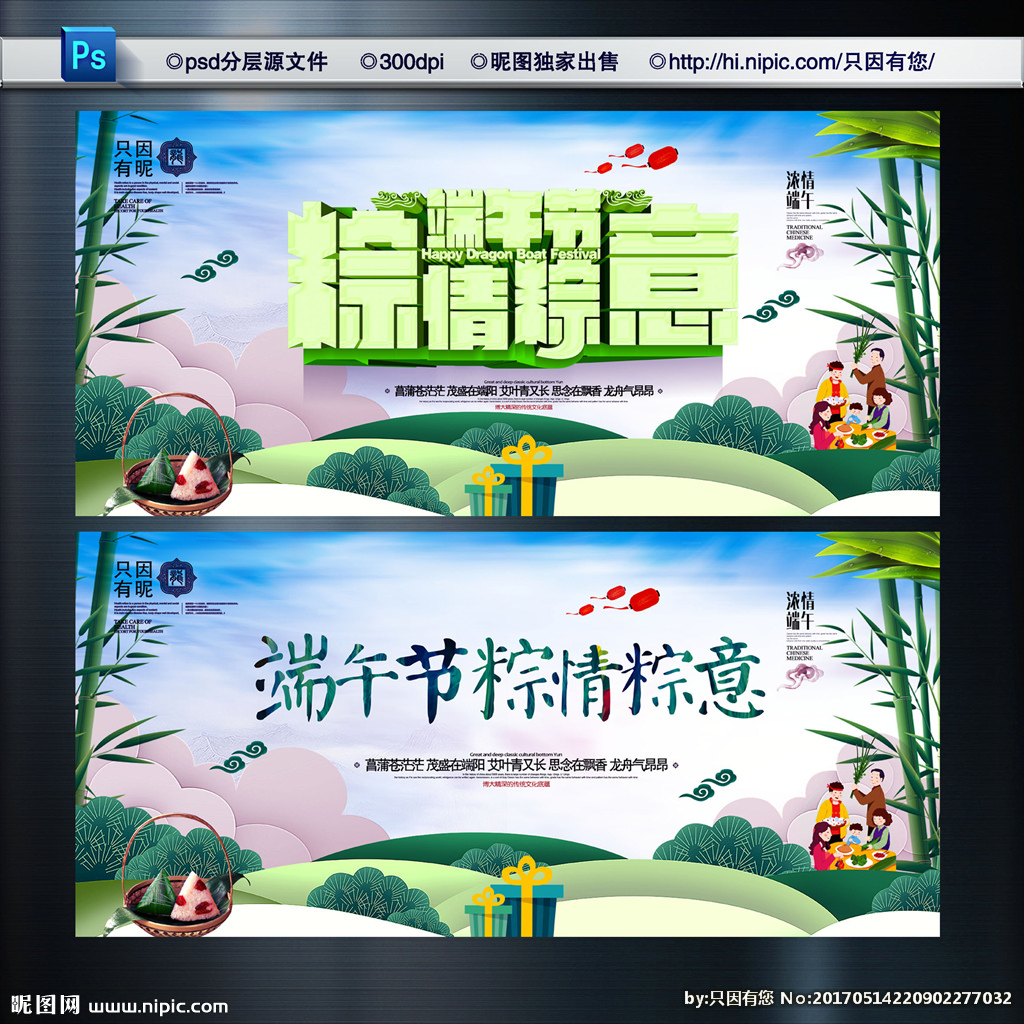 Ps
◎psd分层源文件 ◎300dpi ◎昵图独家出售 ◎http://hi.nipic.com/只因有您/
只因
有昵
TAKE CARE OF
HEALTH
浓情
端午
TRADITIONAL
CHINESE
MEDICINE
端午节
粽情粽意
Happy Dragon Boat Festival
Great and deep classic cultural bottom Yun
菖蒲苍茫茫 茂盛在端阳 艾叶青又长 思念在飘香 龙舟气昂昂
博大精深的传统文化底蕴
只因
有昵
TAKE CARE OF
HEALTH
浓情
端午
TRADITIONAL
CHINESE
MEDICINE
端午节粽情粽意
Great and deep classic cultural bottom Yun
菖蒲苍茫茫 茂盛在端阳 艾叶青又长 思念在飘香 龙舟气昂昂
博大精深的传统文化底蕴
昵图网 www.nipic.com
by:只因有您 No:20170514220902277032